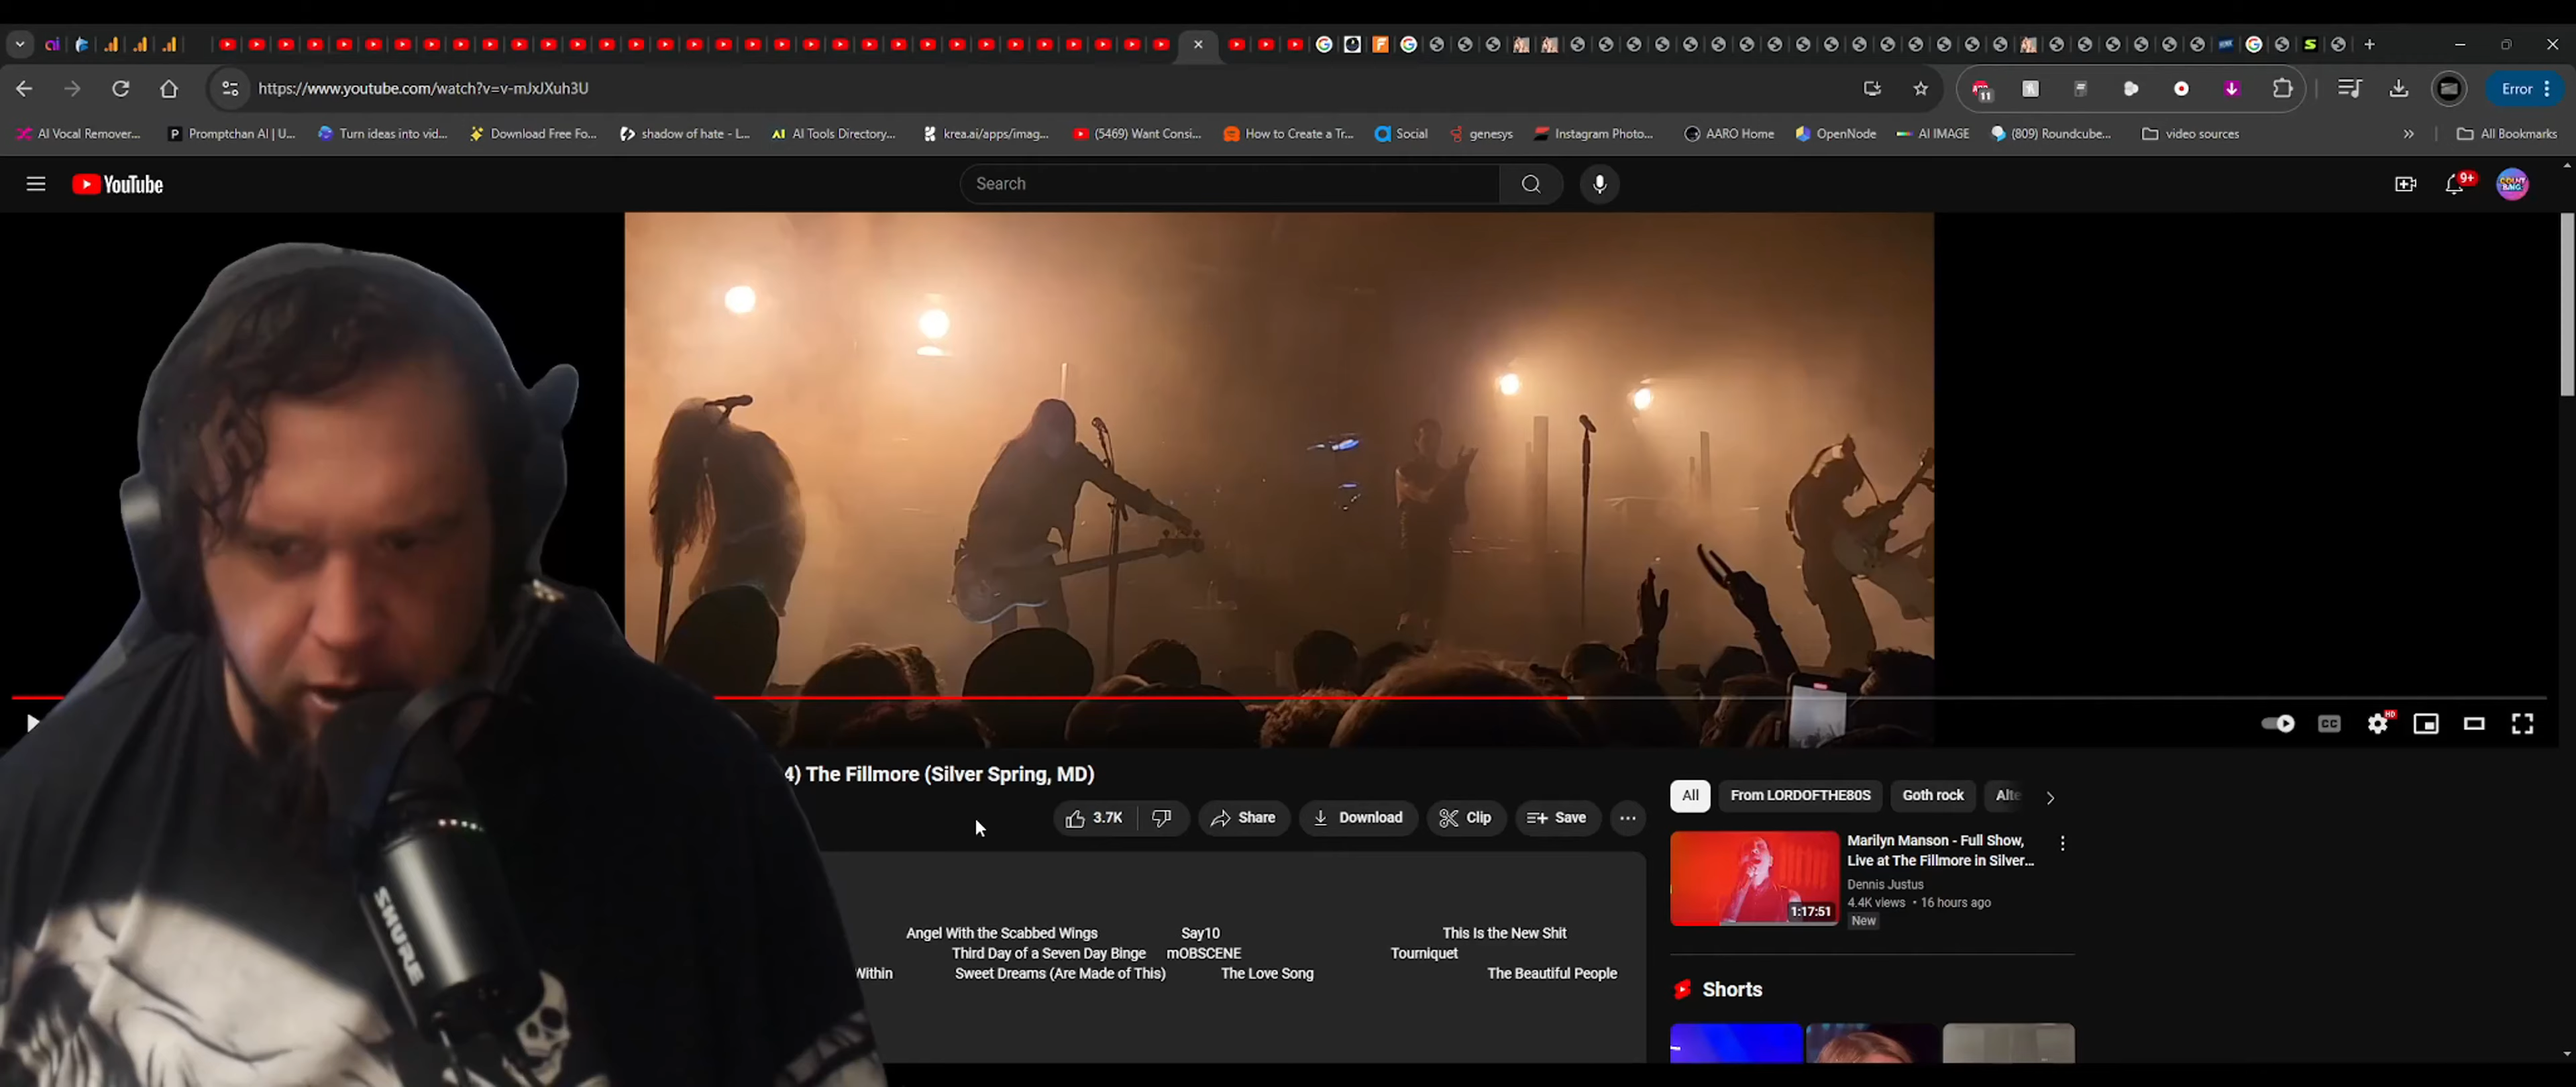 https://www.youtube.com/watch?v=v-mJxJXuh3U
11
Error
AI Vocal Remover...
Promptchan AI | U...
Turn ideas into vid...
Download Free Fo...
shadow of hate - L...
AI Tools Directory...
krea.ai/apps/imag...
(5469) Want Consi...
How to Create a Tr...
Social
genesys
Instagram Photo...
AARO Home
OpenNode
AI IMAGE
(809) Roundcube...
video sources
All Bookmarks
YouTube
Search
9+
CC
HD
4) The Fillmore (Silver Spring, MD)
3.7K
Share
Download
Clip
Save
All
From LORDOFTHE80S
Goth rock
Alte
Marilyn Manson - Full Show,
Live at The Fillmore in Silver...
Dennis Justus
4.4K views • 16 hours ago
New
1:17:51
Angel With the Scabbed Wings Say10 This Is the New Shit
Third Day of a Seven Day Binge mOBSCENE Tourniquet
Within Sweet Dreams (Are Made of This) The Love Song The Beautiful People
Shorts
SHURE